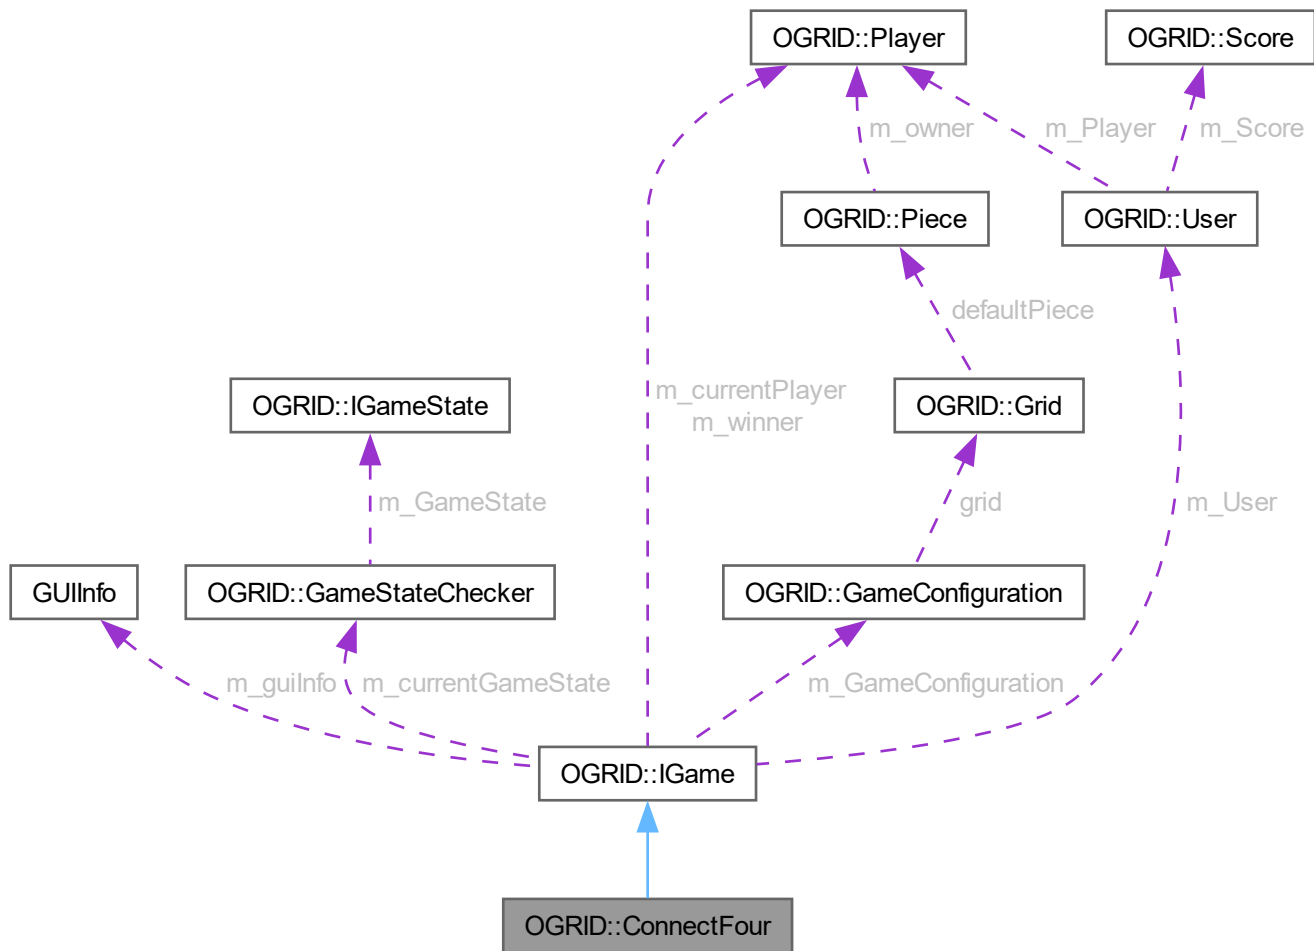 OGRID::Player
OGRID::Score
m_owner
m_Player
m_Score
OGRID::Piece
OGRID::User
defaultPiece
OGRID::IGameState
m_currentPlayer
m_winner
OGRID::Grid
m_GameState
grid
m_User
GUIInfo
OGRID::GameStateChecker
OGRID::GameConfiguration
m_guiInfo
m_currentGameState
m_GameConfiguration
OGRID::IGame
OGRID::ConnectFour